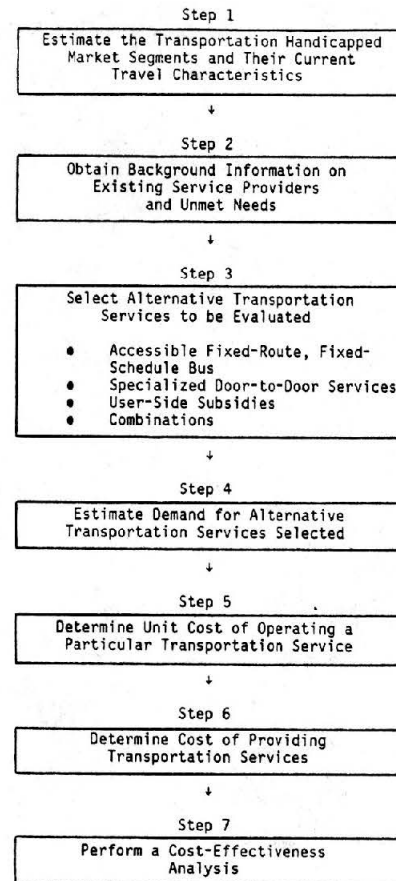 Step 1
Estimate the Transportation Handicapped
Market Segments and Their Current
Travel Characteristics
↓
Step 2
Obtain Background Information on
Existing Service Providers
and Unmet Needs
↓
Step 3
Select Alternative Transportation
Services to be Evaluated
● Accessible Fixed-Route, Fixed-
Schedule Bus
● Specialized Door-to-Door Services
● User-Side Subsidies
● Combinations
↓
Step 4
Estimate Demand for Alternative
Transportation Services Selected
↓
Step 5
Determine Unit Cost of Operating a
Particular Transportation Service
↓
Step 6
Determine Cost of Providing
Transportation Services
↓
Step 7
Perform a Cost-Effectiveness
Analysis